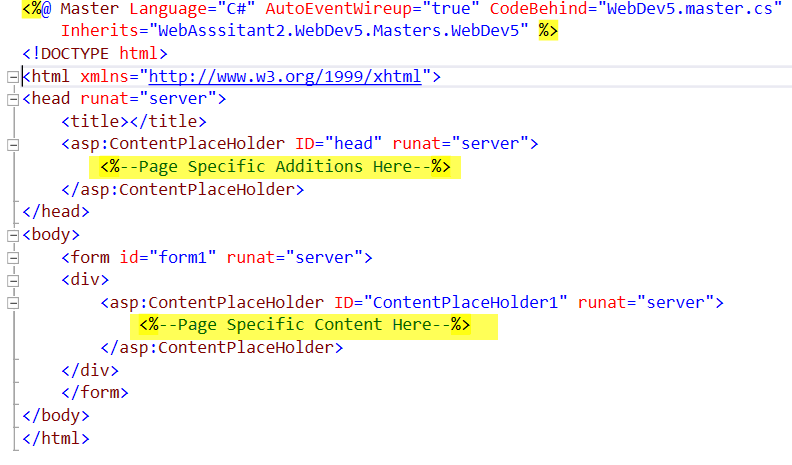 <%@ Master Language="C#" AutoEventWireup="true" CodeBehind="WebDev5.master.cs"
Inherits="WebAsssitant2.WebDev5.Masters.WebDev5" %>
<!DOCTYPE html>
<html xmlns="http://www.w3.org/1999/xhtml">
<head runat="server">
<title></title>
<asp:ContentPlaceHolder ID="head" runat="server">
<%--Page Specific Additions Here--%>
</asp:ContentPlaceHolder>
</head>
<body>
<form id="form1" runat="server">
<div>
<asp:ContentPlaceHolder ID="ContentPlaceHolder1" runat="server">
<%--Page Specific Content Here--%>
</asp:ContentPlaceHolder>
</div>
</form>
</body>
</html>